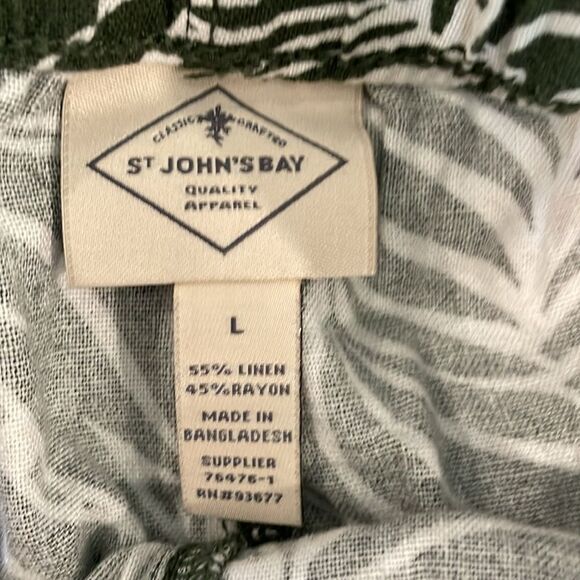 CLASSIC CRAFTED
ST JOHN'S BAY
QUALITY
APPAREL
L
55% LINEN
45% RAYON
MADE IN
BANGLADESH
SUPPLIER
76476-1
RN#93677